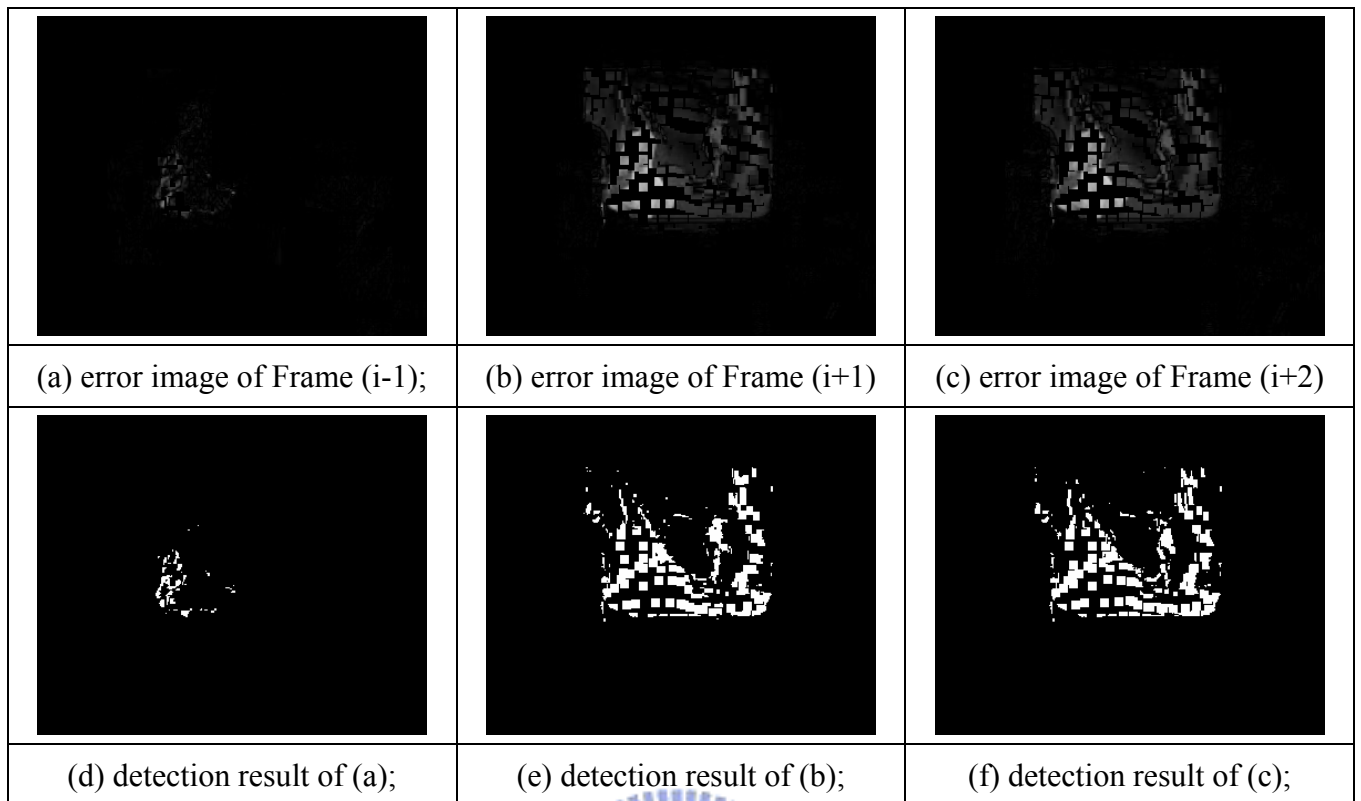 (a) error image of Frame (i-1);
(b) error image of Frame (i+1)
(c) error image of Frame (i+2)
(d) detection result of (a);
(e) detection result of (b);
(f) detection result of (c);